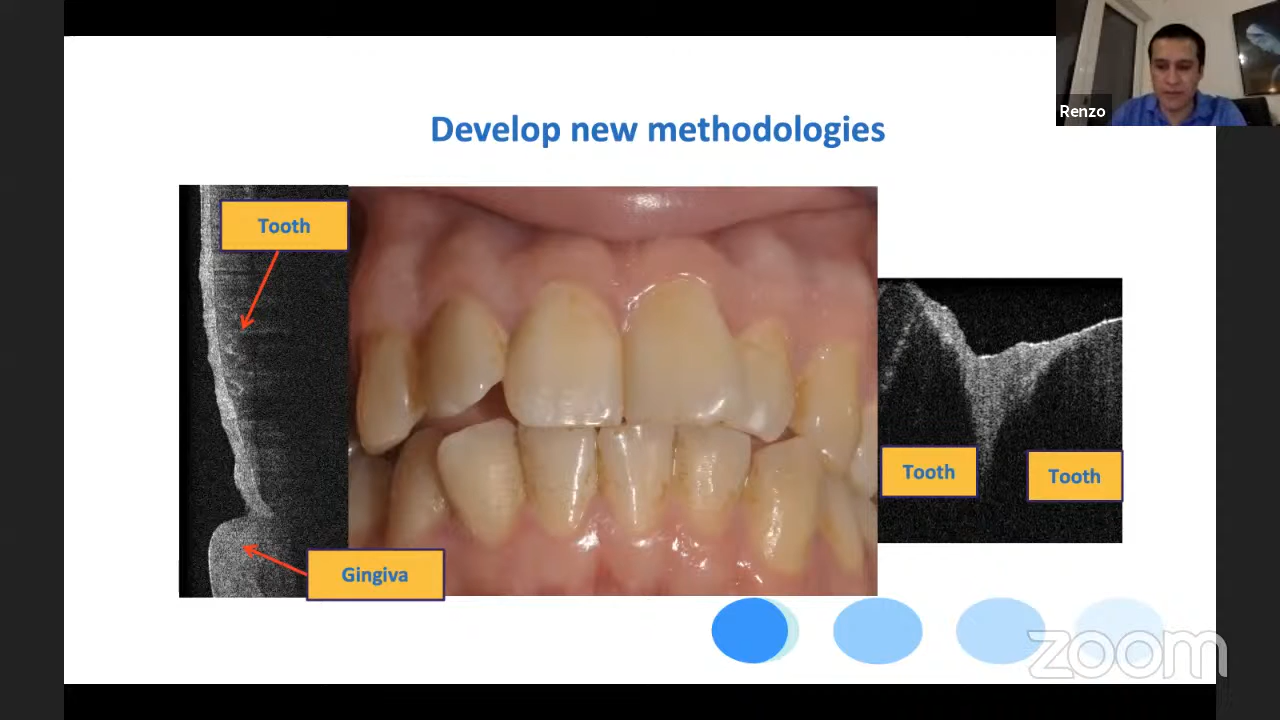 Renzo
Develop new methodologies
Tooth
Tooth
Tooth
Gingiva
zoom